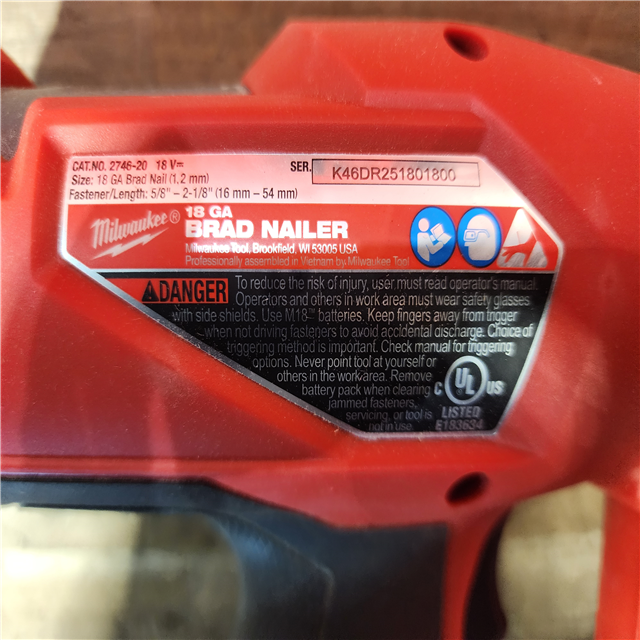 CAT.NO. 2746-20 18 V⎓
SER. K46DR251801800
Size: 18 GA Brad Nail (1,2 mm)
Fastener/Length: 5/8" – 2-1/8" (16 mm – 54 mm)
Milwaukee®
18 GA
BRAD NAILER
Milwaukee Tool, Brookfield, WI 53005 USA
Professionally assembled in Vietnam by Milwaukee Tool
DANGER To reduce the risk of injury, user must read operator's manual.
Operators and others in work area must wear safety glasses
with side shields. Use M18™ batteries. Keep fingers away from trigger
when not driving fasteners to avoid accidental discharge. Choice of
triggering method is important. Check manual for triggering
options. Never point tool at yourself or
others in the work area. Remove
battery pack when clearing
jammed fasteners,
servicing, or tool is
not in use.
C UL US
LISTED
E183634